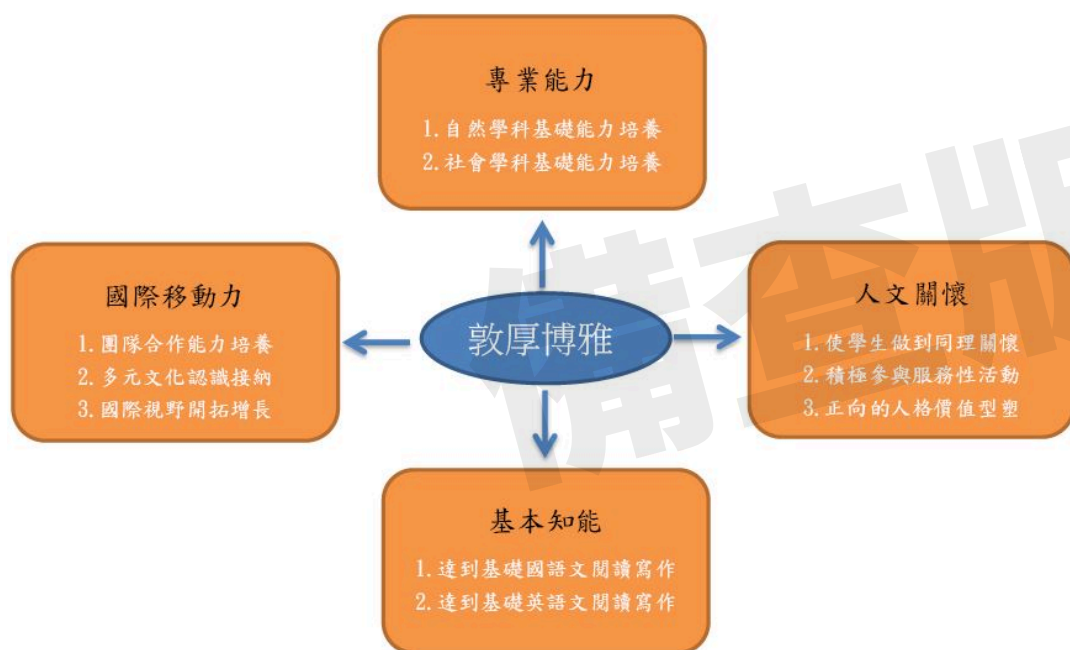 專業能力
1.自然學科基礎能力培養
2.社會學科基礎能力培養
國際移動力
1.團隊合作能力培養
2.多元文化認識接納
3.國際視野開拓增長
敦厚博雅
人文關懷
1.使學生做到同理關懷
2.積極參與服務性活動
3.正向的人格價值型塑
基本知能
1.達到基礎國語文閱讀寫作
2.達到基礎英語文閱讀寫作
備查版